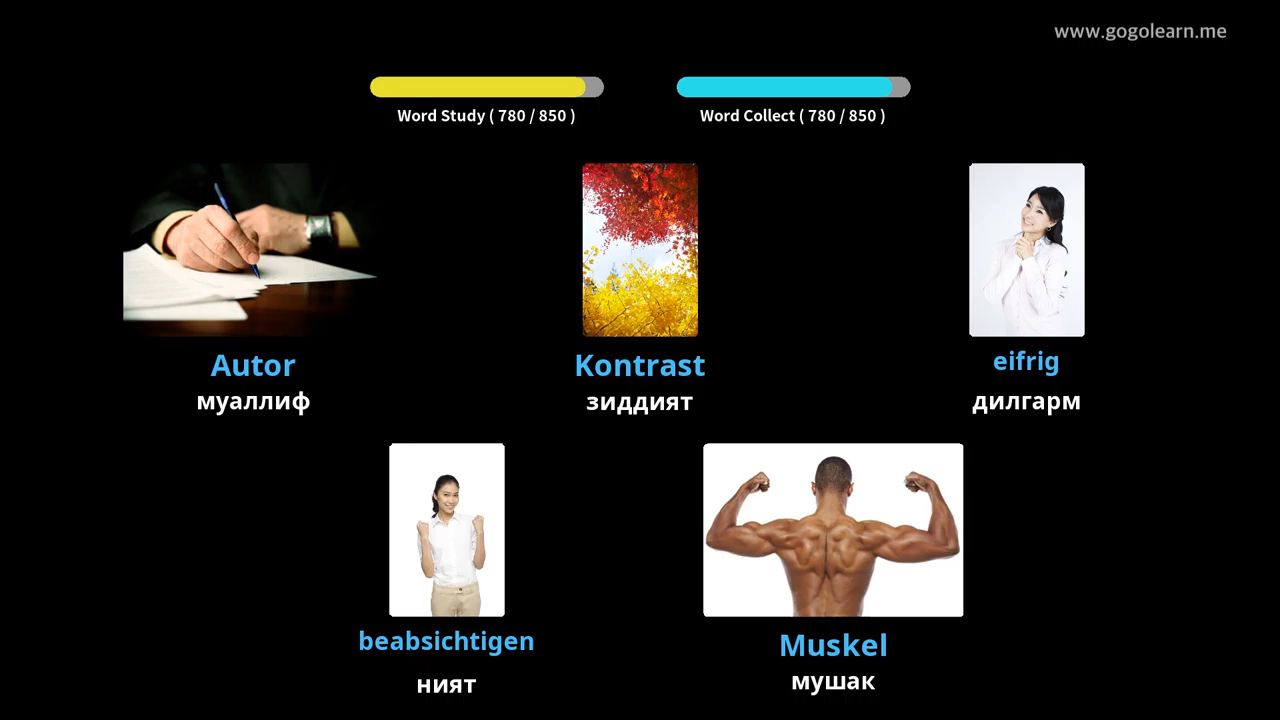 www.gogolearn.me
Word Study ( 780 / 850 )
Word Collect ( 780 / 850 )
Autor
муаллиф
Kontrast
зиддият
eifrig
дилгарм
beabsichtigen
ният
Muskel
мушак